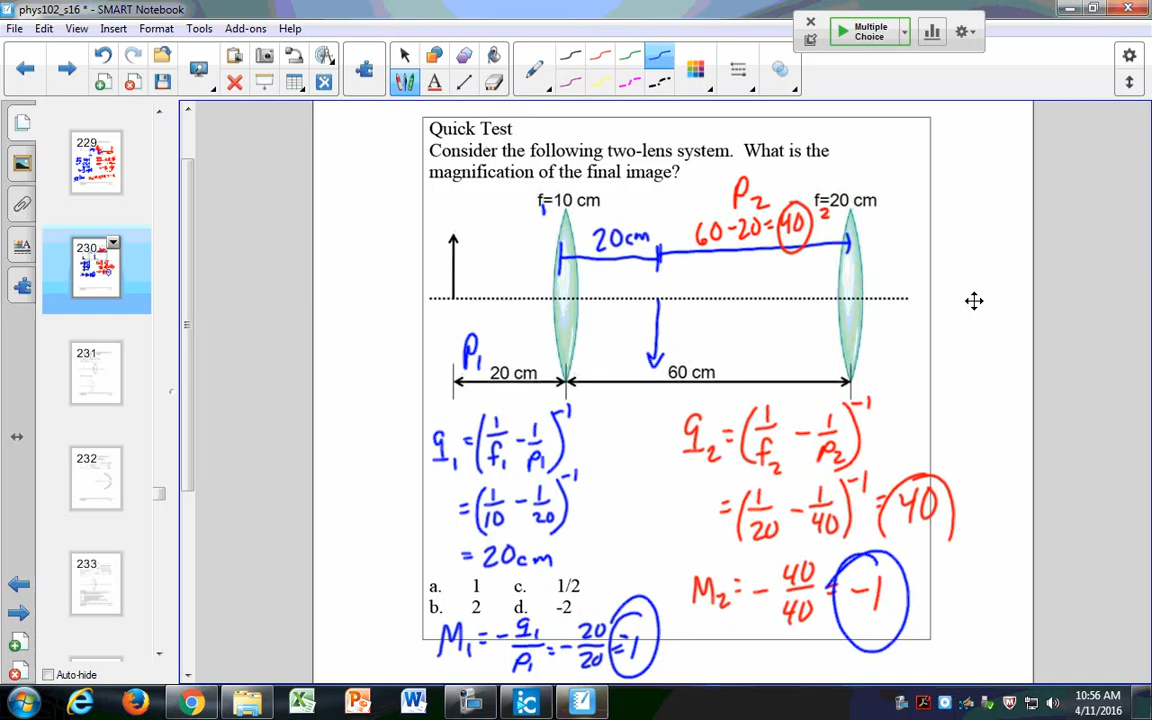 phys102_s16 * - SMART Notebook
File Edit View Insert Format Tools Add-ons Help
Multiple Choice
229
230
231
232
233
Auto-hide
Quick Test
Consider the following two-lens system. What is the
magnification of the final image?
f=10 cm
1
f=20 cm
2
P₂
20cm
60-20=40
P₁
20 cm
60 cm
q₁ = (1/f₁ - 1/P₁)⁻¹
= (1/10 - 1/20)⁻¹
= 20cm
q₂ = (1/f₂ - 1/P₂)⁻¹
= (1/20 - 1/40)⁻¹ = 40
M₂ = - 40/40 = -1
a. 1 c. 1/2
b. 2 d. -2
M₁ = - q₁/P₁ = - 20/20 = -1
10:56 AM
4/11/2016